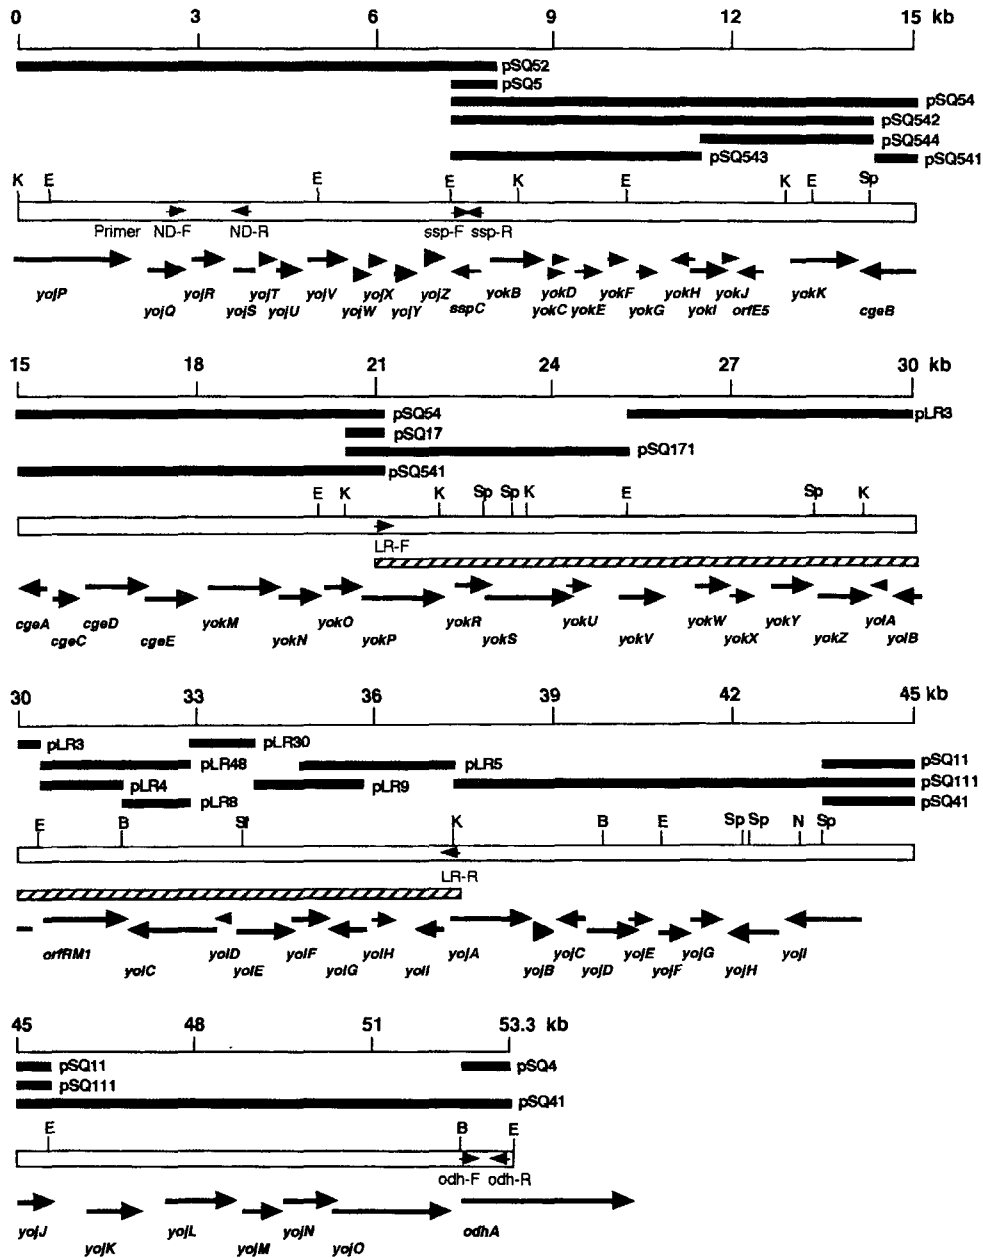 0 3 6 9 12 15 kb
pSQ52
pSQ5
pSQ54
pSQ542
pSQ544
pSQ543 pSQ541
K E E E K E K E Sp
Primer ND-F ND-R ssp-F ssp-R
yojP yojR yojT yojV yojX yojZ yokB yokD yokF yokH yokJ yokK
yojQ yojS yojU yojW yojY sspC yokC yokE yokG yokI orfE5 cgeB
15 18 21 24 27 30 kb
pSQ54 pLR3
pSQ17
pSQ171
pSQ541
E K K Sp Sp K E Sp K
LR-F
cgeA cgeD yokM yokO yokR yokU yokW yokY yolA
cgeC cgeE yokN yokP yokS yokV yokX yokZ yolB
30 33 36 39 42 45 kb
pLR3 pLR30
pLR48 pLR5 pSQ11
pLR4 pLR9 pSQ111
pLR8 pSQ41
E B Sf K B E Sp Sp N Sp
LR-R
orfRM1 yolD yolF yolH yojA yojC yojE yojG yojI
yolC yolE yolG yolI yojB yojD yojF yojH
45 48 51 53.3 kb
pSQ11 pSQ4
pSQ111
pSQ41
E B E
odh-F odh-R
yojJ yojL yojN odhA
yojK yojM yojO